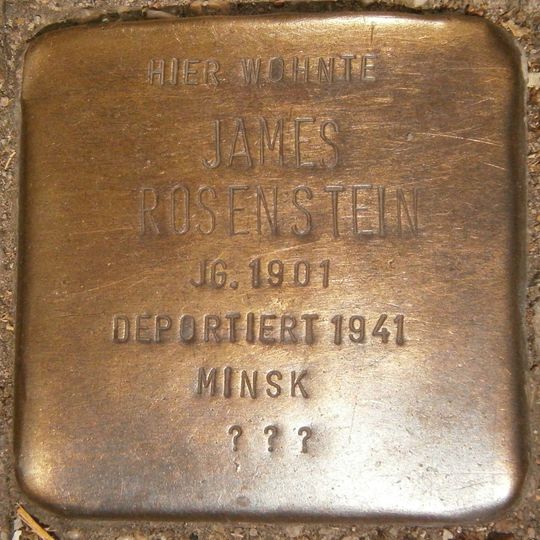 HIER WOHNTE
JAMES
ROSENSTEIN
JG. 1901
DEPORTIERT 1941
MINSK
? ? ?